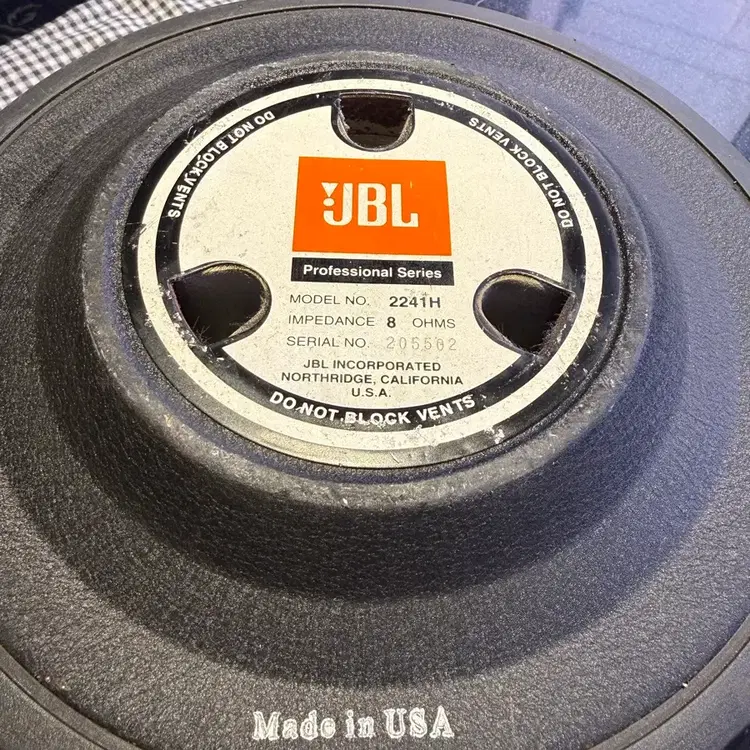 DO NOT BLOCK VENTS
DO NOT BLOCK VENTS
JBL
Professional Series
MODEL NO. 2241H
IMPEDANCE 8 OHMS
SERIAL NO. 205502
JBL INCORPORATED
NORTHRIDGE, CALIFORNIA
U.S.A.
DO NOT BLOCK VENTS
Made in USA